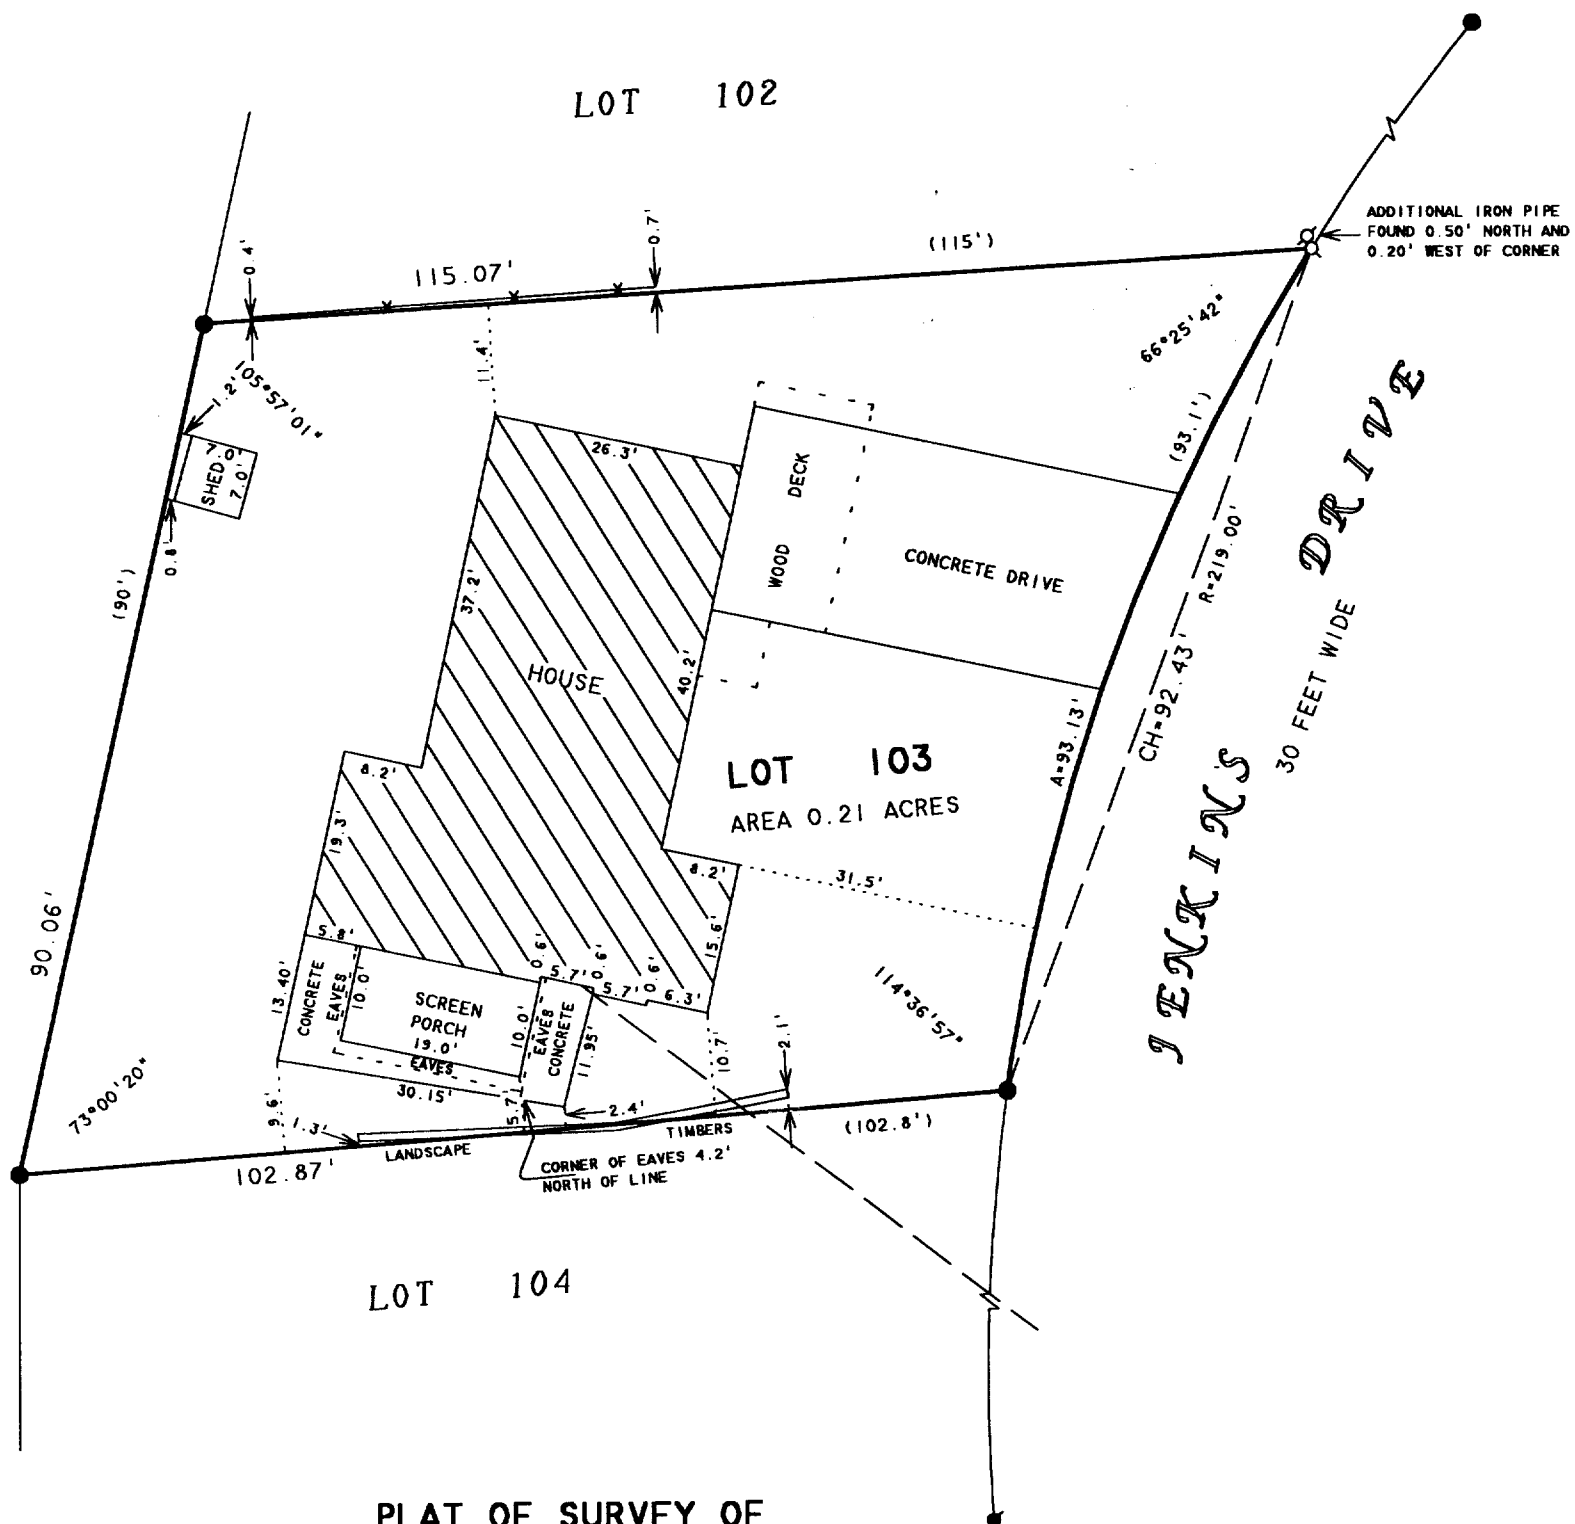 LOT 102
ADDITIONAL IRON PIPE
FOUND 0.50' NORTH AND
0.20' WEST OF CORNER
0.4'
115.07'
0.7'
(115')
66°25'42"
105°57'01"
1.2'
11.4'
(93.1')
7.0'
7.0'
SHED
0.8'
(90')
26.3'
WOOD DECK
CONCRETE DRIVE
37.2'
HOUSE
40.2'
R=219.00'
CH=92.43'
A=93.13'
JENKINS DRIVE
30 FEET WIDE
LOT 103
AREA 0.21 ACRES
8.2'
19.3'
8.2'
31.5'
90.06'
5.8'
13.40'
CONCRETE
EAVES
10.0'
SCREEN
PORCH
19.0'
EAVES
10.0'
EAVES
CONCRETE
0.6'
5.7'
0.6'
5.7'
0.6'
6.3'
15.6'
11.95'
10.7'
2.1'
114°36'57"
30.15'
73°00'20"
9.6'
1.3'
5.7'
2.4'
LANDSCAPE TIMBERS
(102.8')
102.87'
CORNER OF EAVES 4.2'
NORTH OF LINE
LOT 104
PLAT OF SURVEY OF